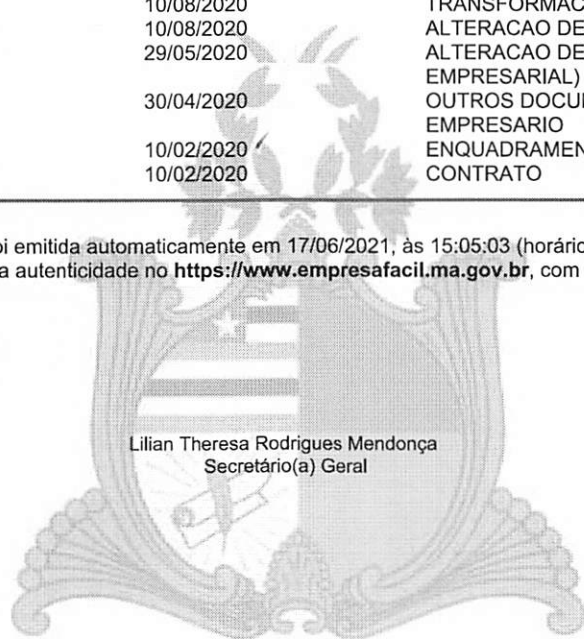 10/08/2020 TRANSFORMAC
10/08/2020 ALTERACAO DE
29/05/2020 ALTERACAO DE
EMPRESARIAL)
30/04/2020 OUTROS DOCU
EMPRESARIO
10/02/2020 ENQUADRAMEN
10/02/2020 CONTRATO
oi emitida automaticamente em 17/06/2021, às 15:05:03 (horário
a autenticidade no https://www.empresafacil.ma.gov.br, com
Lilian Theresa Rodrigues Mendonça
Secretário(a) Geral